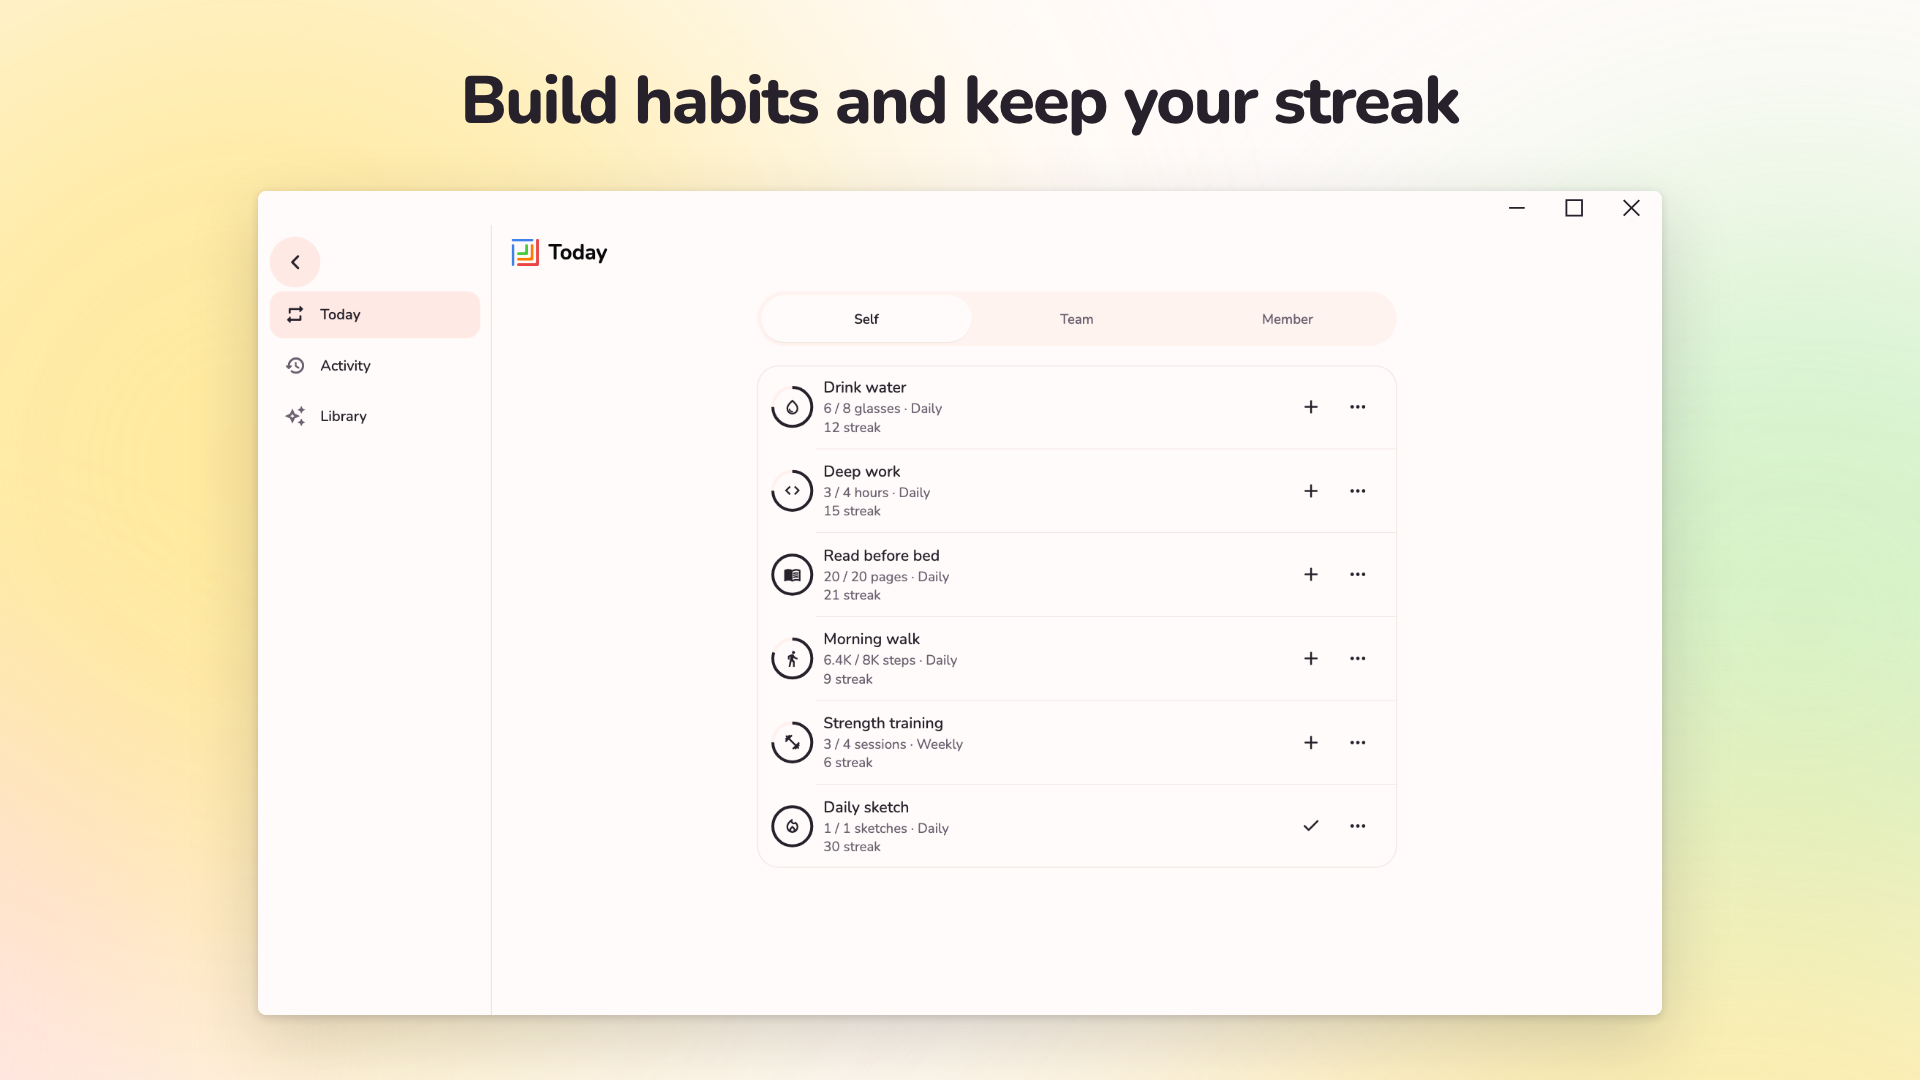 Build habits and keep your streak
Today
Today
Activity
Library
Self
Team
Member
Drink water
6 / 8 glasses · Daily
12 streak
Deep work
3 / 4 hours · Daily
15 streak
Read before bed
20 / 20 pages · Daily
21 streak
Morning walk
6.4K / 8K steps · Daily
9 streak
Strength training
3 / 4 sessions · Weekly
6 streak
Daily sketch
1 / 1 sketches · Daily
30 streak